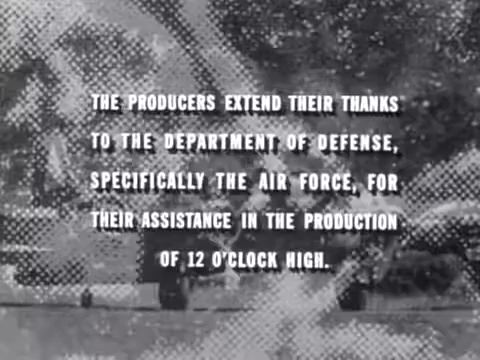 THE PRODUCERS EXTEND THEIR THANKS
TO THE DEPARTMENT OF DEFENSE,
SPECIFICALLY THE AIR FORCE, FOR
THEIR ASSISTANCE IN THE PRODUCTION
OF 12 O'CLOCK HIGH.